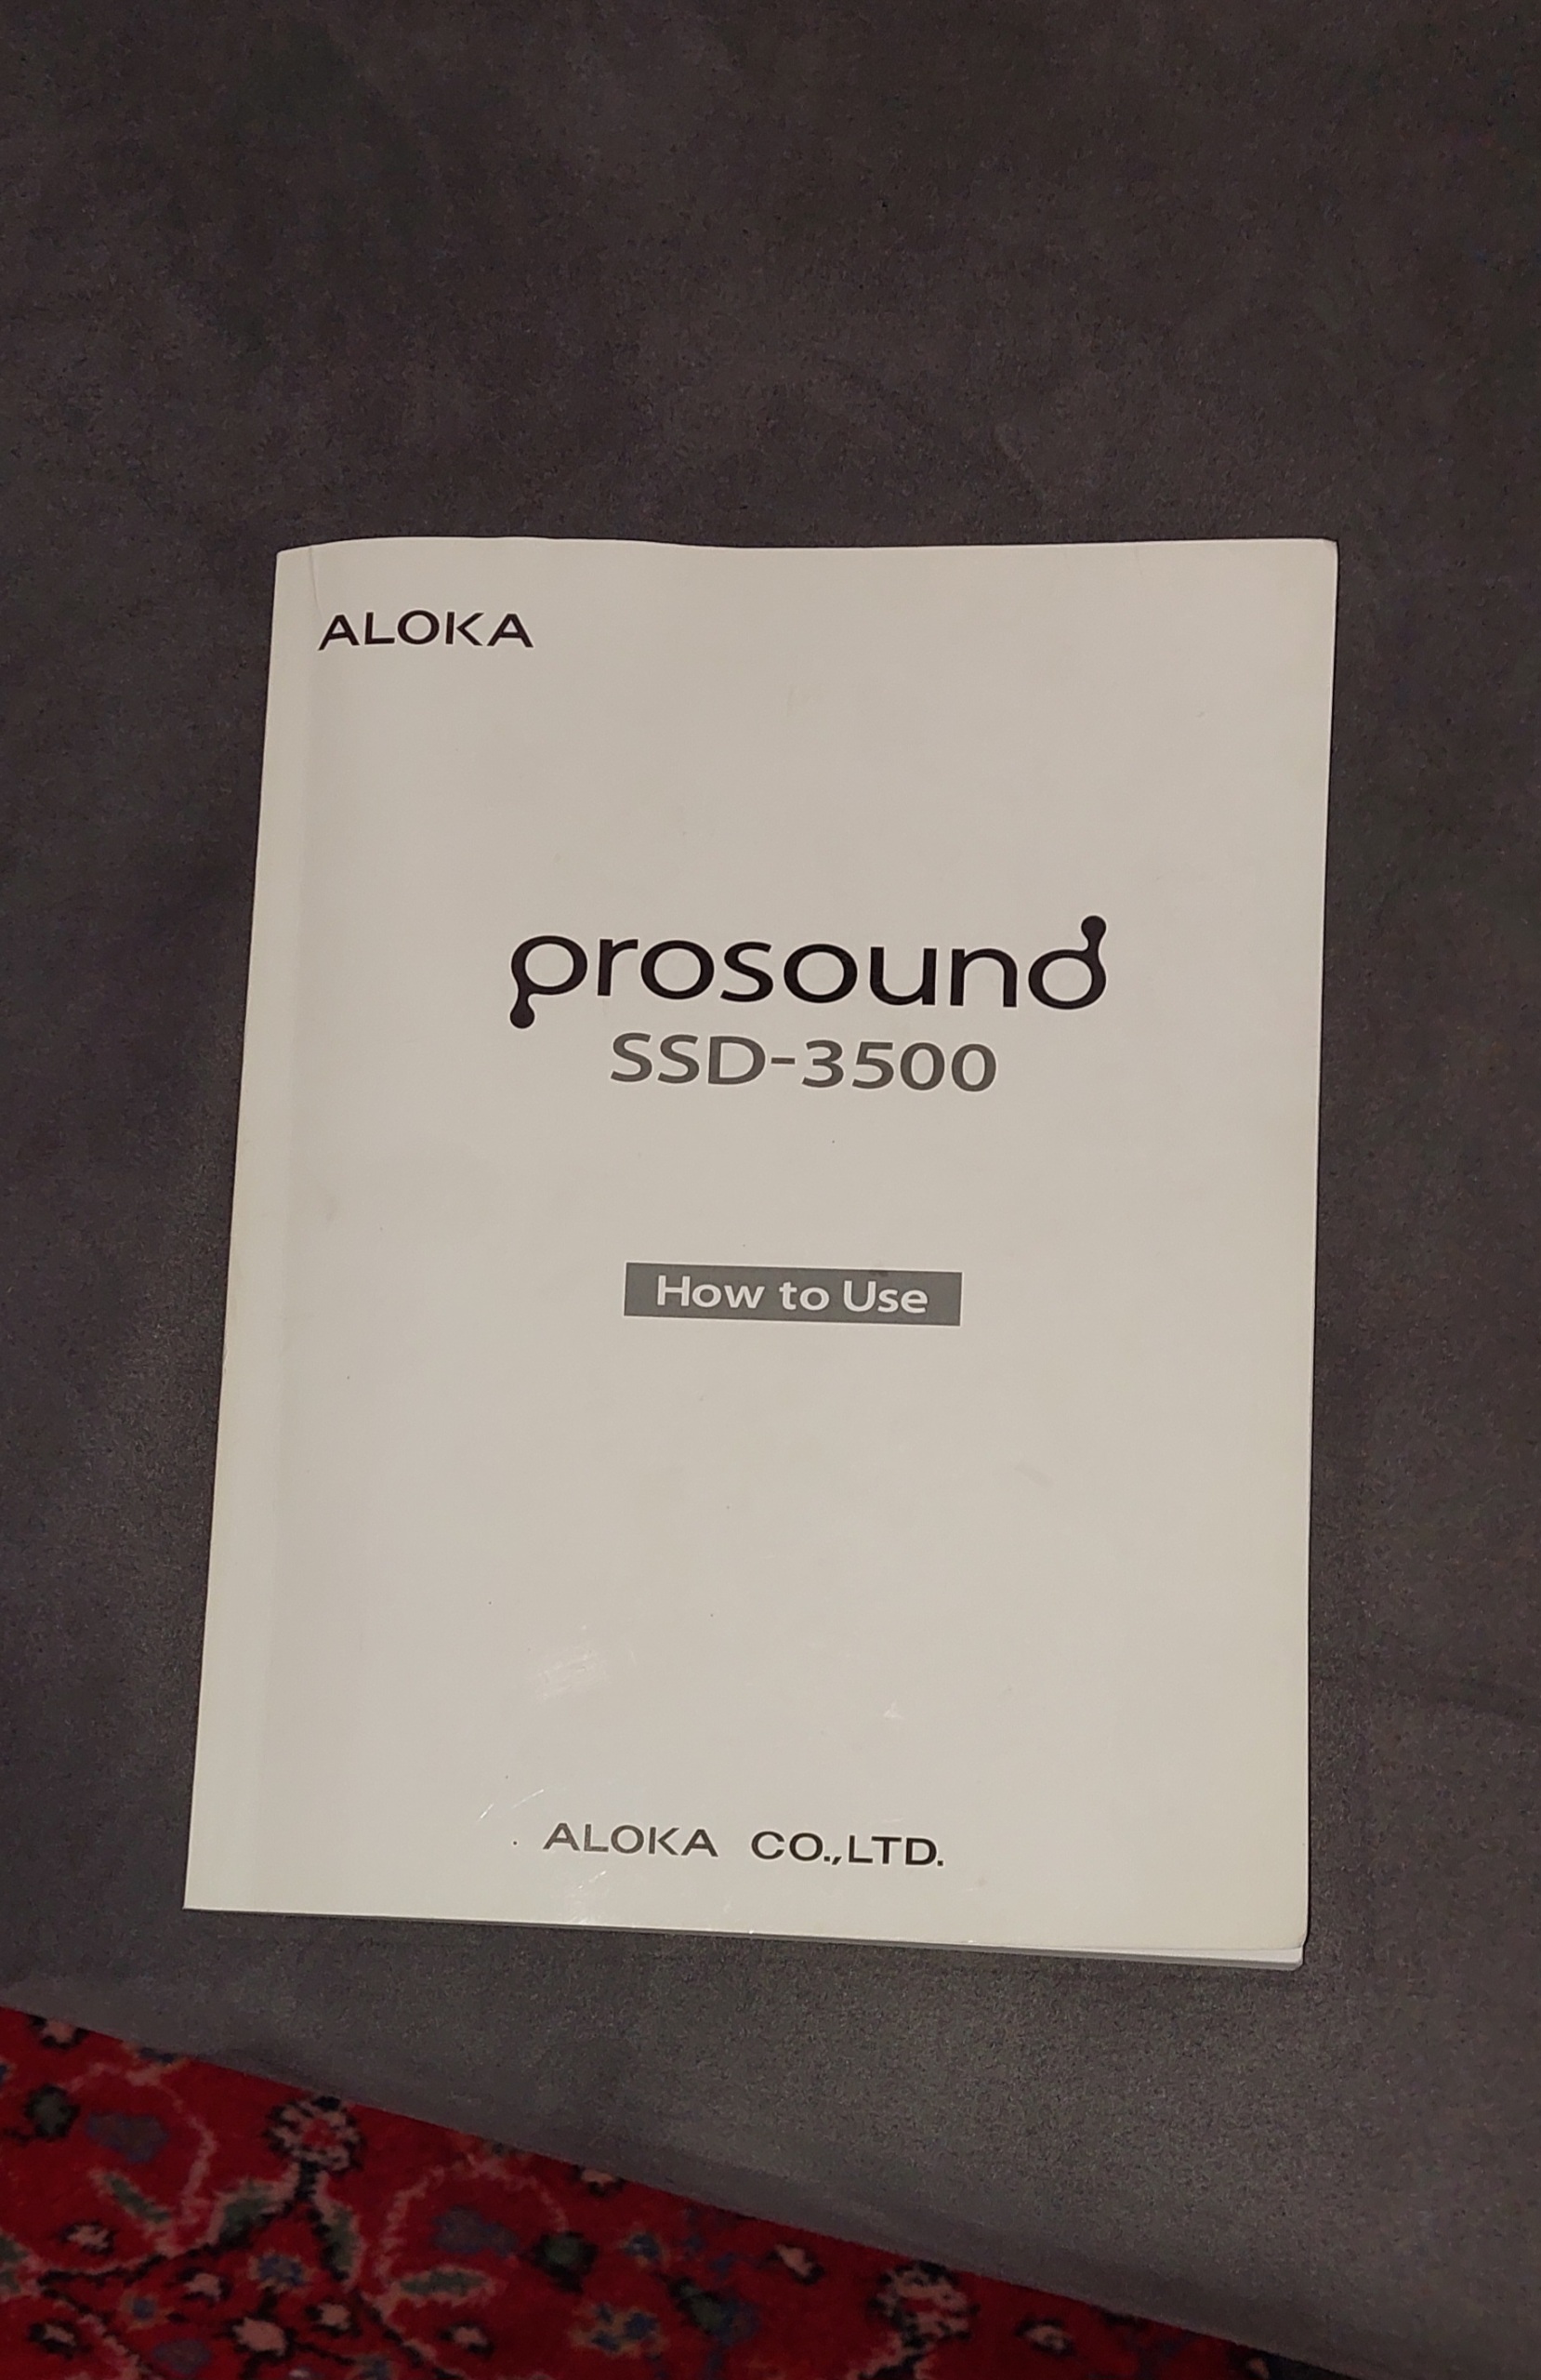 ALOKA
prosound
SSD-3500
How to Use
ALOKA CO.,LTD.